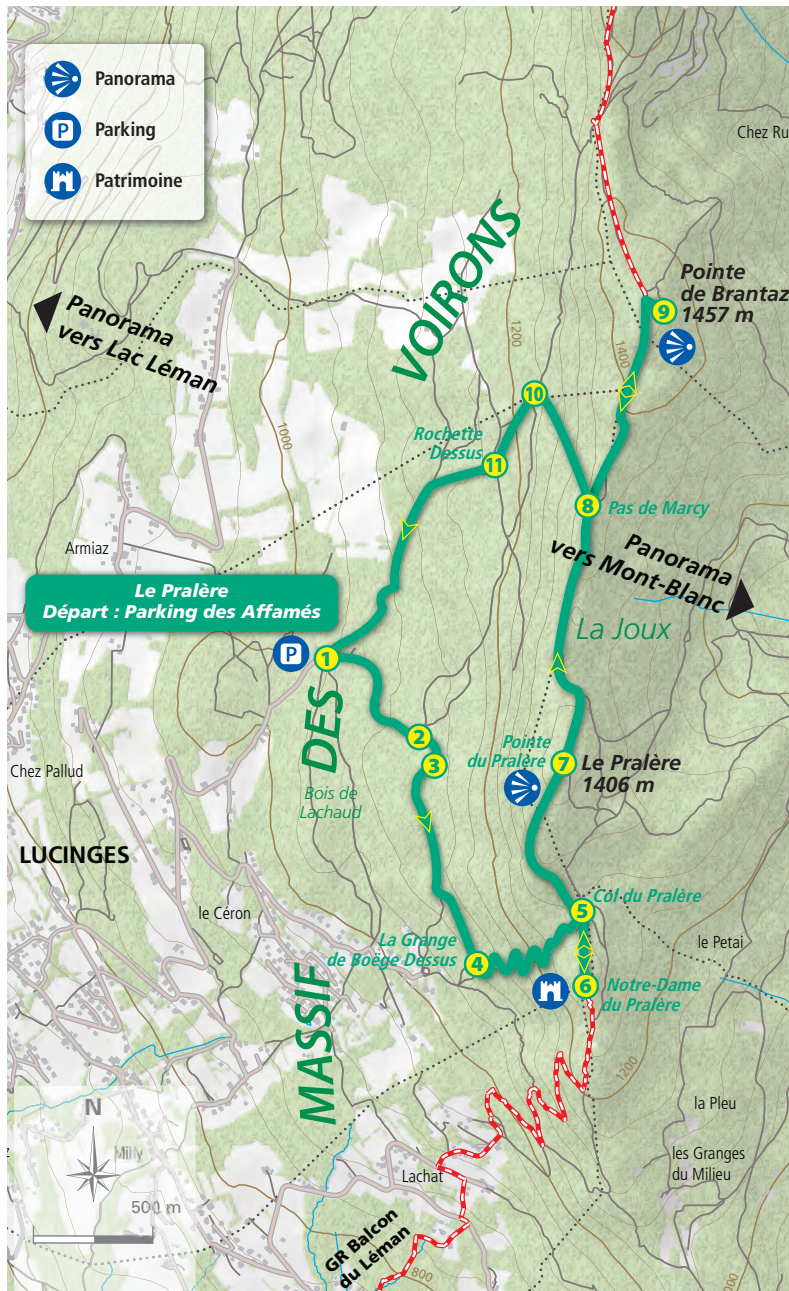 Panorama
Parking
Patrimoine
Chez Ru
VOIRONS
Pointe
de Brantaz
1457 m
9
Panorama
vers Lac Léman
1200
1400
1000
10
Rochette
Dessus
11
8
Pas de Marcy
Armiaz
Panorama
vers Mont-Blanc
Le Pralère
Départ : Parking des Affamés
La Joux
P
1
DES
2
3
Pointe
du Pralère
7
Le Pralère
1406 m
Chez Pallud
Bois de
Lachaud
LUCINGES
le Céron
5
Col du Pralère
La Grange
de Boëge Dessus
4
le Petai
6
Notre-Dame
du Pralère
MASSIF
1200
la Pleu
N
Milly
les Granges
du Milieu
Lachat
500 m
GR Balcon
du Léman
800